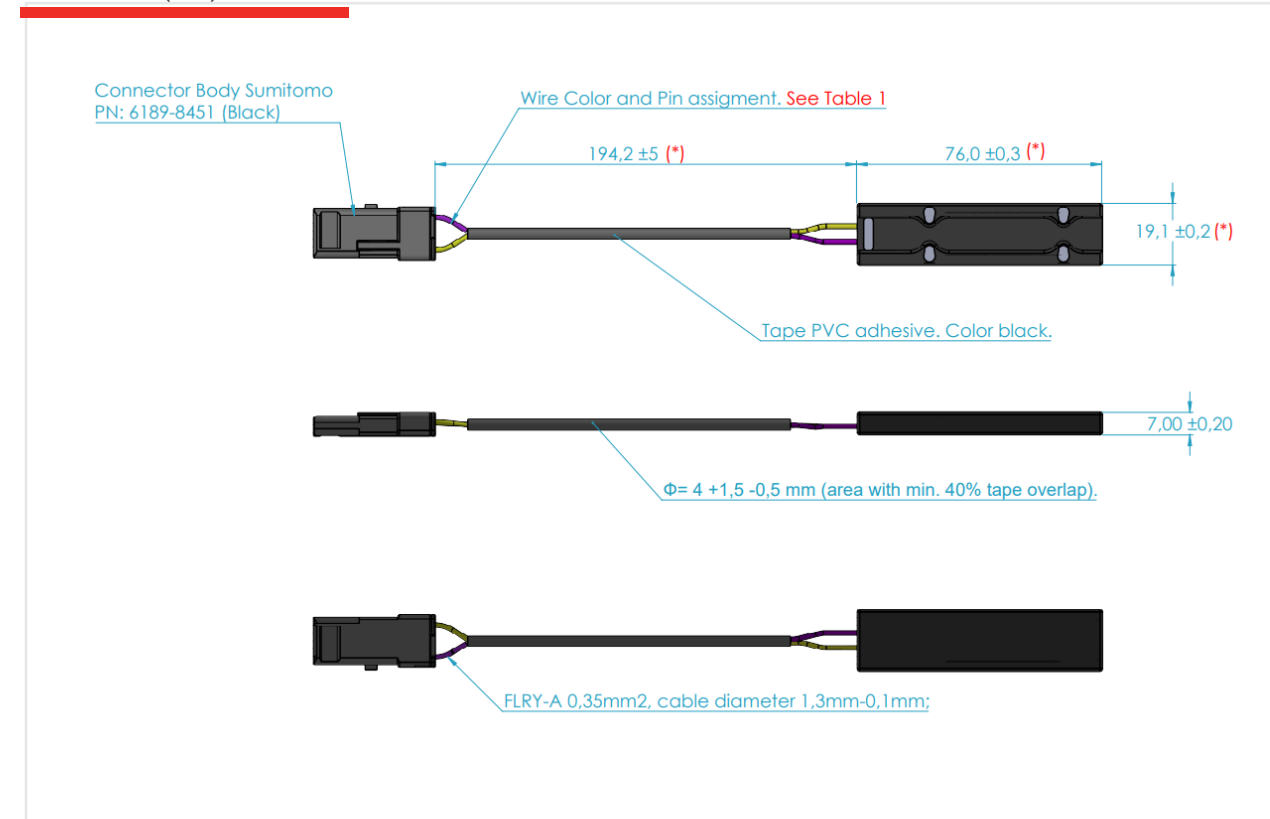 Connector Body Sumitomo
PN: 6189-8451 (Black)
Wire Color and Pin assigment. See Table 1
194,2 ±5 (*)
76,0 ±0,3 (*)
19,1 ±0,2 (*)
Tape PVC adhesive. Color black.
7,00 ±0,20
Φ= 4 +1,5 -0,5 mm (area with min. 40% tape overlap).
FLRY-A 0,35mm2, cable diameter 1,3mm-0,1mm;